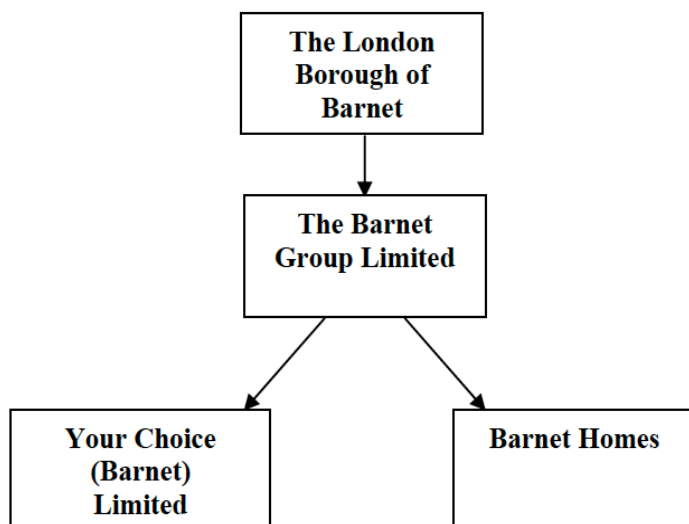 The London
Borough of
Barnet
The Barnet
Group Limited
Your Choice
(Barnet)
Limited
Barnet Homes